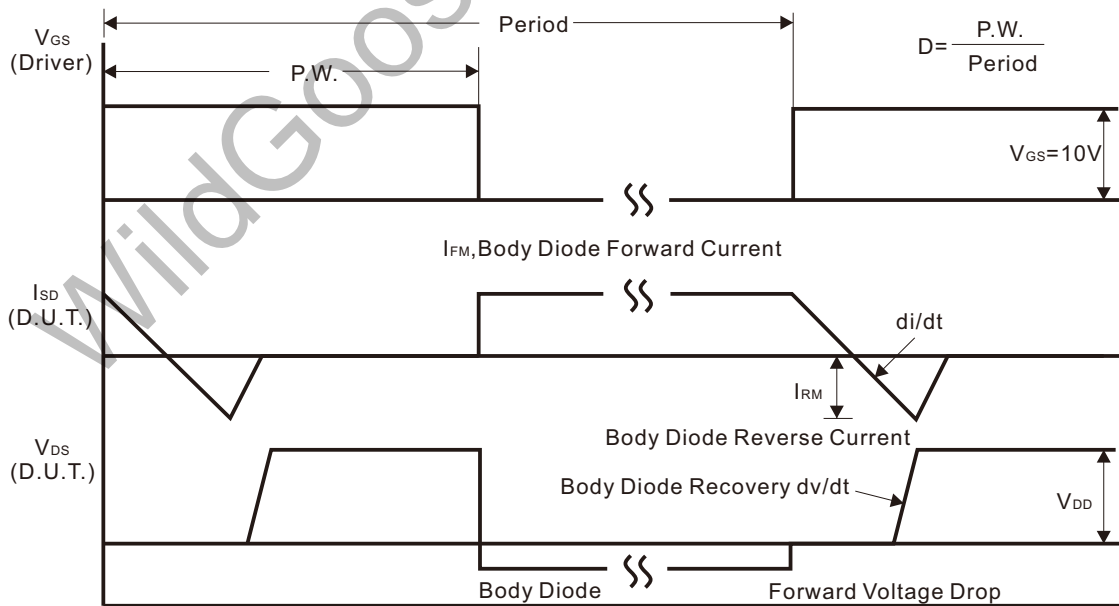 VGS
(Driver)
Period
P.W.
D= P.W. / Period
VGS=10V
IFM,Body Diode Forward Current
ISD
(D.U.T.)
di/dt
IRM
Body Diode Reverse Current
VDS
(D.U.T.)
Body Diode Recovery dv/dt
VDD
Body Diode Forward Voltage Drop
WildGoos